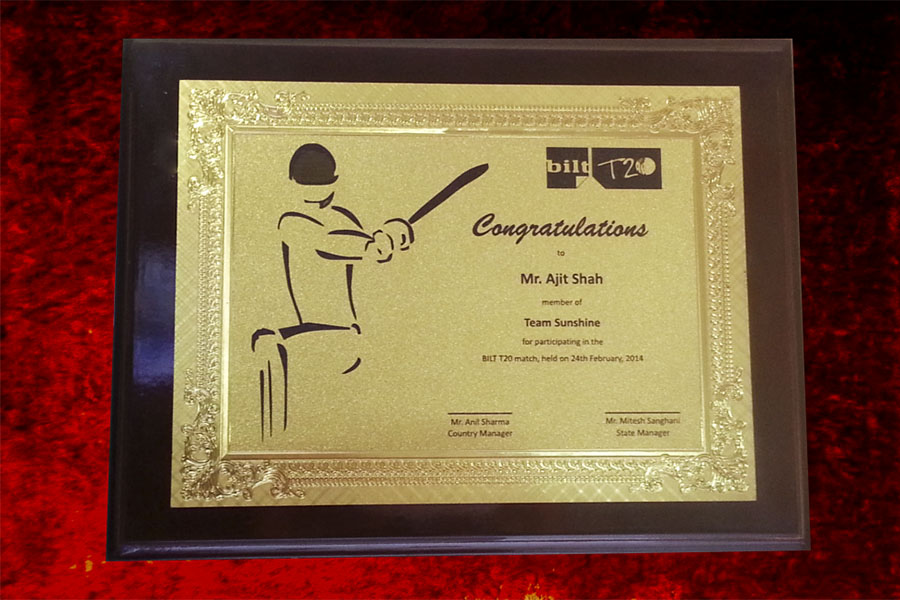 bilt T20
Congratulations
to
Mr. Ajit Shah
member of
Team Sunshine
for participating in the
BILT T20 match, held on 24th February, 2014
Mr. Anil Sharma
Country Manager
Mr. Mitesh Sanghani
State Manager